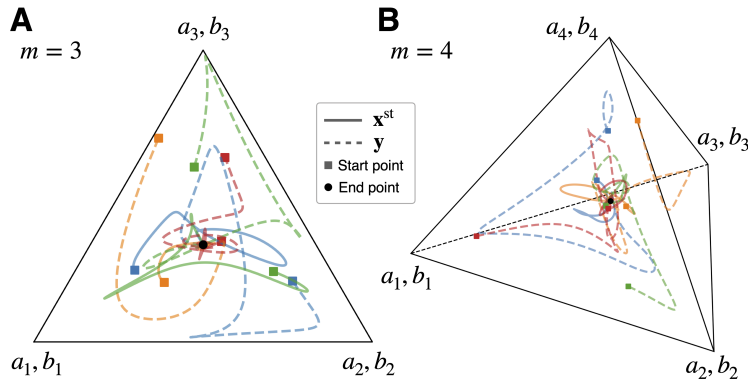 A
m = 3
a₃, b₃
a₁, b₁
a₂, b₂
xˢᵗ
y
Start point
End point
B
m = 4
a₄, b₄
a₃, b₃
a₁, b₁
a₂, b₂